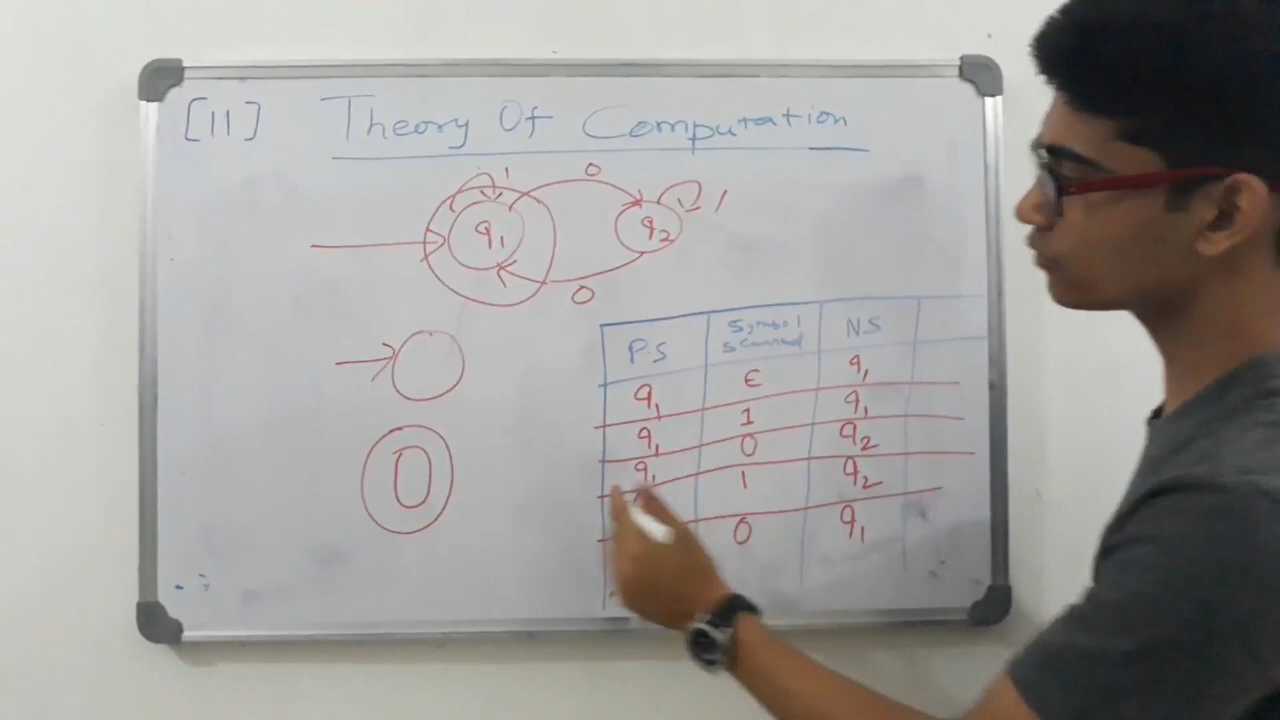 [11] Theory Of Computation
1 0
q1 q2 1
0
P.S Symbol scanned N.S
q1 ε q1
q1 1 q1
q1 0 q2
1 q2
0 q1
0